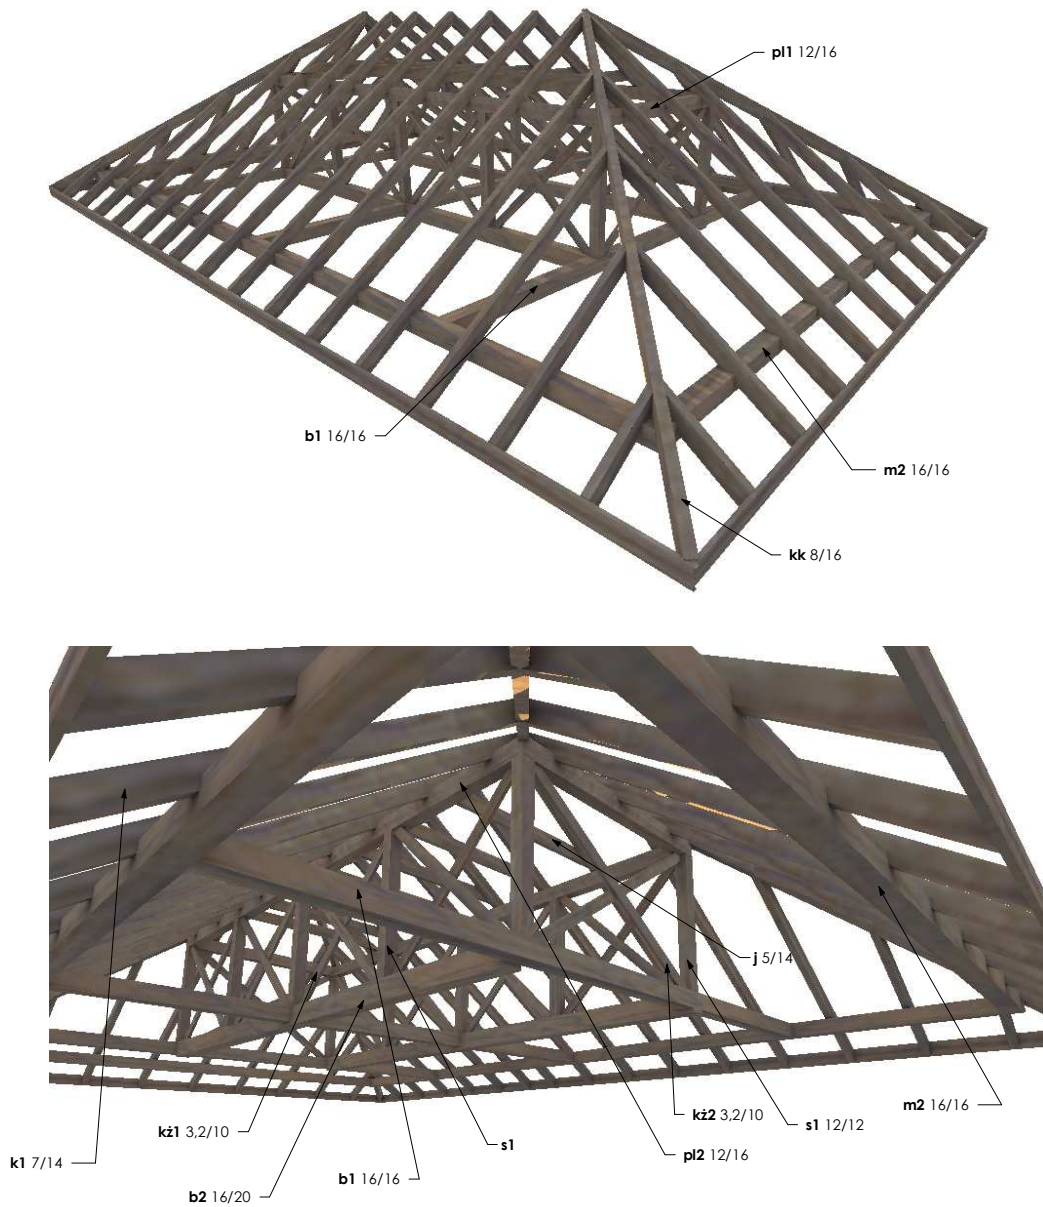 pl1 12/16
b1 16/16
m2 16/16
kk 8/16
j 5/14
m2 16/16
kż2 3,2/10
s1 12/12
kż1 3,2/10
s1
pl2 12/16
k1 7/14
b1 16/16
b2 16/20